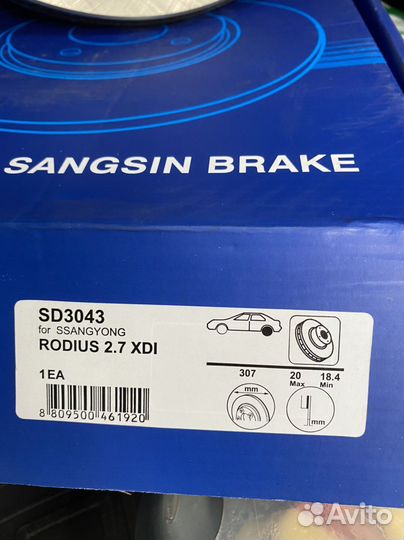 SANGSIN BRAKE
SD3043
for SSANGYONG
RODIUS 2.7 XDI
1EA
307 20 18.4
Max Min
mm
mm
8 809500 461920
Avito